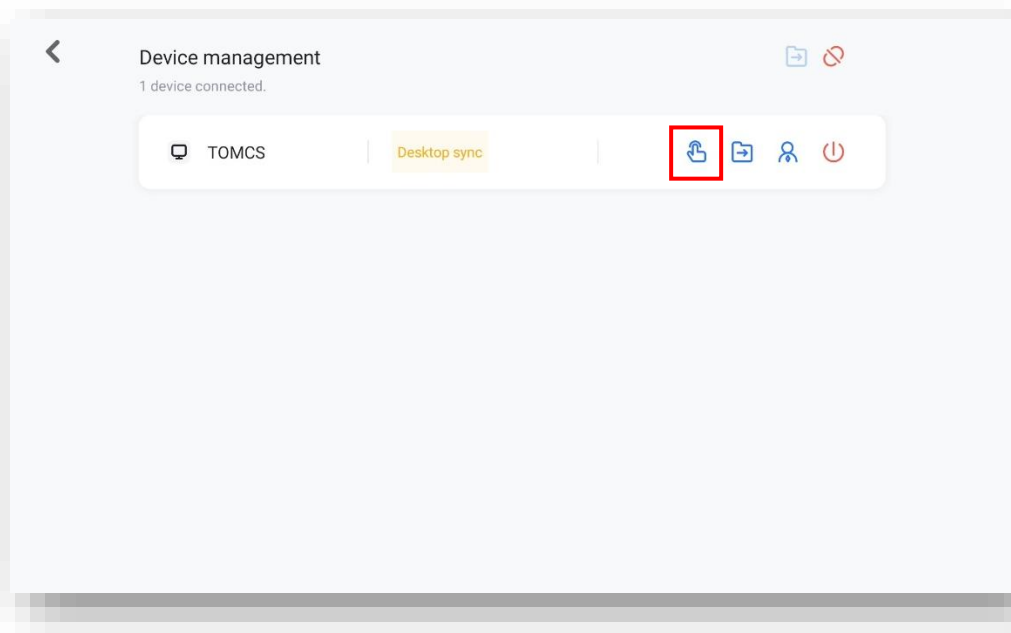 Device management
1 device connected.
TOMCS
Desktop sync